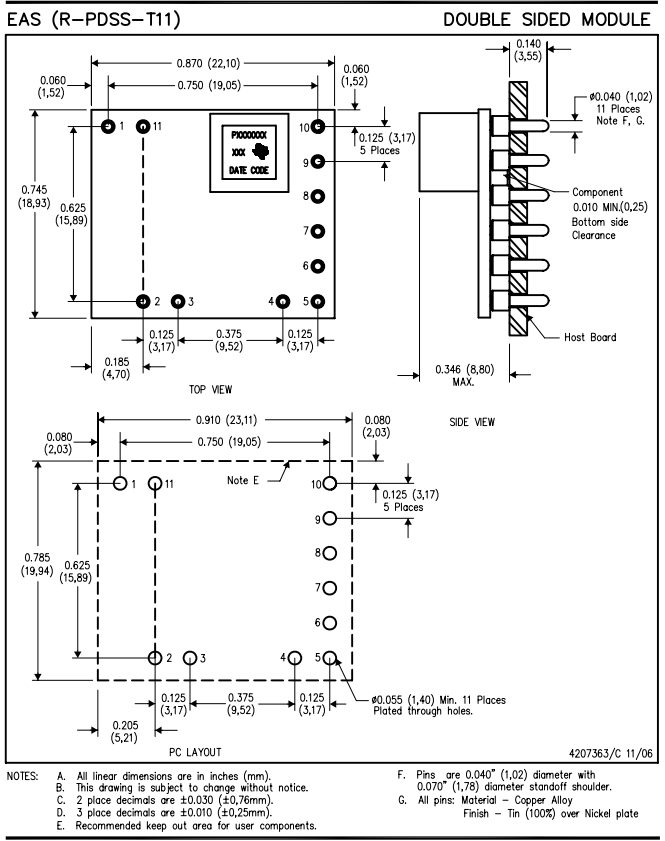 EAS (R-PDSS-T11)
DOUBLE SIDED MODULE
0.870 (22,10)
0.060
(1,52)
0.750 (19,05)
0.060
(1,52)
1
11
10
9
8
7
6
5
4
3
2
PXXXXXXX
XXX
DATE CODE
0.125 (3,17)
5 Places
0.745
(18,93)
0.625
(15,89)
0.125
(3,17)
0.375
(9,52)
0.125
(3,17)
0.185
(4,70)
TOP VIEW
0.140
(3,55)
ø0.040 (1,02)
11 Places
Note F, G.
Component
0.010 MIN.(0,25)
Bottom side
Clearance
Host Board
0.346 (8,80)
MAX.
SIDE VIEW
0.910 (23,11)
0.080
(2,03)
0.750 (19,05)
0.080
(2,03)
1
11
Note E
10
9
8
7
6
5
4
3
2
0.125 (3,17)
5 Places
0.785
(19,94)
0.625
(15,89)
0.125
(3,17)
0.375
(9,52)
0.125
(3,17)
ø0.055 (1,40) Min. 11 Places
Plated through holes.
0.205
(5,21)
PC LAYOUT
4207363/C 11/06
NOTES:
A. All linear dimensions are in inches (mm).
B. This drawing is subject to change without notice.
C. 2 place decimals are ±0.030 (±0,76mm).
D. 3 place decimals are ±0.010 (±0,25mm).
E. Recommended keep out area for user components.
F. Pins are 0.040" (1,02) diameter with
0.070" (1,78) diameter standoff shoulder.
G. All pins: Material – Copper Alloy
Finish – Tin (100%) over Nickel plate